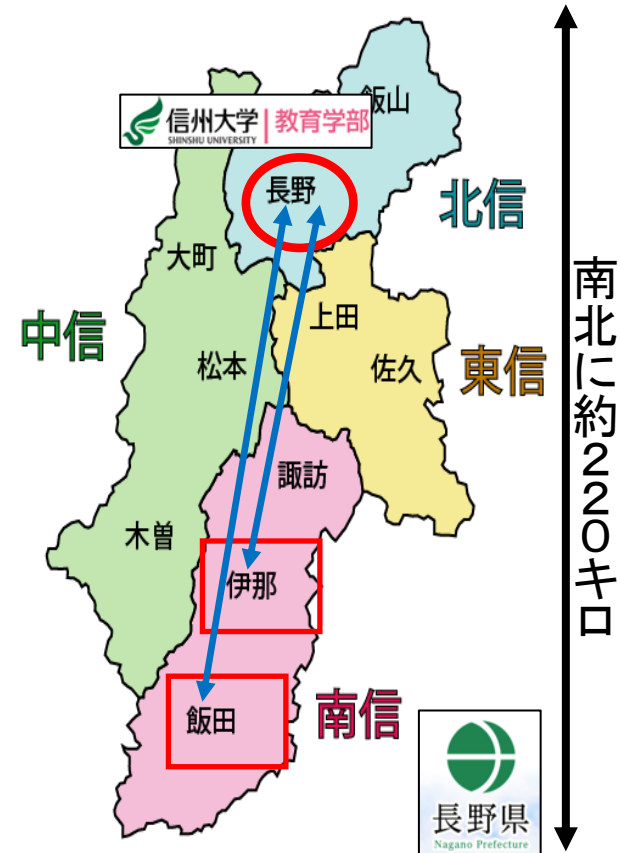 飯山
信州大学 教育学部
SHINSHU UNIVERSITY
長野
北信
大町
上田
中信
松本
佐久
東信
諏訪
木曽
伊那
飯田
南信
南北に約220キロ
長野県
Nagano Prefecture